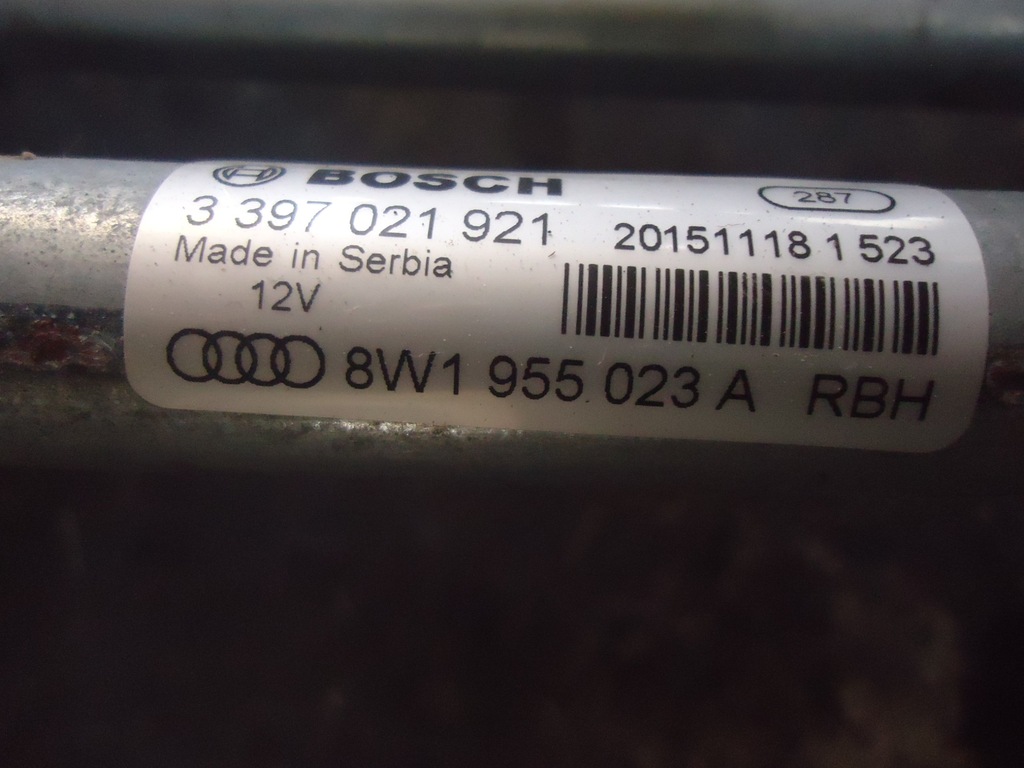 BOSCH
287
3 397 021 921
20151118 1 523
Made in Serbia
12V
8W1 955 023 A RBH